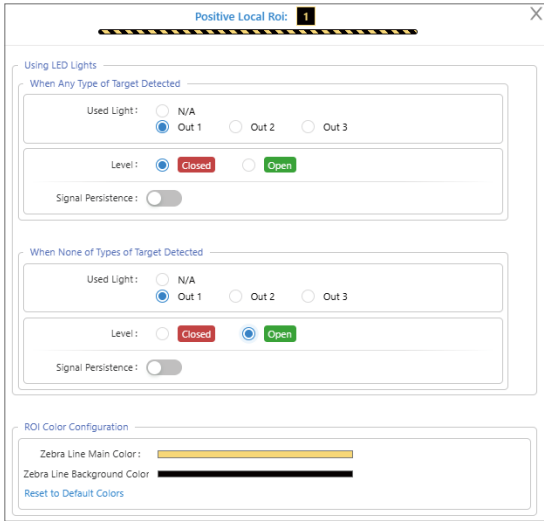 Positive Local Roi: 1
X
Using LED Lights
When Any Type of Target Detected
Used Light: N/A
Out 1 Out 2 Out 3
Level: Closed Open
Signal Persistence:
When None of Types of Target Detected
Used Light: N/A
Out 1 Out 2 Out 3
Level: Closed Open
Signal Persistence:
ROI Color Configuration
Zebra Line Main Color:
Zebra Line Background Color
Reset to Default Colors